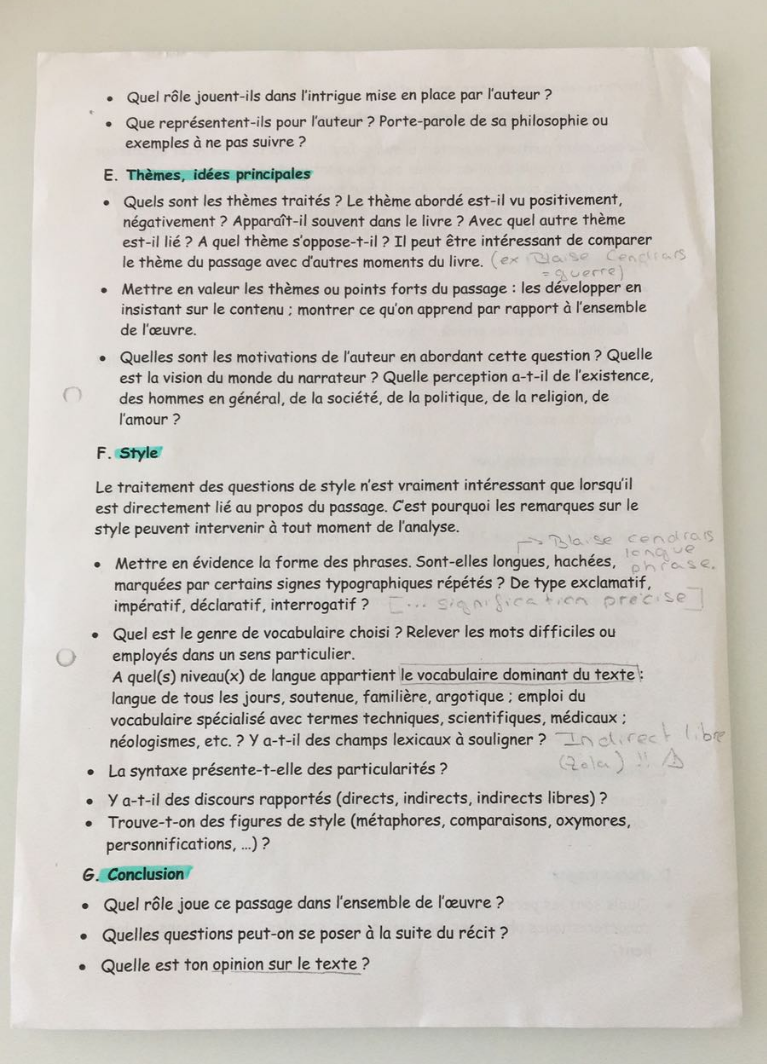 • Quel rôle jouent-ils dans l'intrigue mise en place par l'auteur ?
• Que représentent-ils pour l'auteur ? Porte-parole de sa philosophie ou
exemples à ne pas suivre ?
E. Thèmes, idées principales
• Quels sont les thèmes traités ? Le thème abordé est-il vu positivement,
négativement ? Apparaît-il souvent dans le livre ? Avec quel autre thème
est-il lié ? A quel thème s'oppose-t-il ? Il peut être intéressant de comparer
le thème du passage avec d'autres moments du livre. (ex Blaise Cendrars
= guerre)
• Mettre en valeur les thèmes ou points forts du passage : les développer en
insistant sur le contenu ; montrer ce qu'on apprend par rapport à l'ensemble
de l'œuvre.
• Quelles sont les motivations de l'auteur en abordant cette question ? Quelle
est la vision du monde du narrateur ? Quelle perception a-t-il de l'existence,
des hommes en général, de la société, de la politique, de la religion, de
l'amour ?
F. Style
Le traitement des questions de style n'est vraiment intéressant que lorsqu'il
est directement lié au propos du passage. C'est pourquoi les remarques sur le
style peuvent intervenir à tout moment de l'analyse.
→ Blaise cendrars
longue
phrase.
• Mettre en évidence la forme des phrases. Sont-elles longues, hachées,
marquées par certains signes typographiques répétés ? De type exclamatif,
impératif, déclaratif, interrogatif ? [... signification précise]
• Quel est le genre de vocabulaire choisi ? Relever les mots difficiles ou
employés dans un sens particulier.
A quel(s) niveau(x) de langue appartient le vocabulaire dominant du texte :
langue de tous les jours, soutenue, familière, argotique ; emploi du
vocabulaire spécialisé avec termes techniques, scientifiques, médicaux ;
néologismes, etc. ? Y a-t-il des champs lexicaux à souligner ? Indirect libre
(Zola) !! ⚠
• La syntaxe présente-t-elle des particularités ?
• Y a-t-il des discours rapportés (directs, indirects, indirects libres) ?
• Trouve-t-on des figures de style (métaphores, comparaisons, oxymores,
personnifications, ...) ?
G. Conclusion
• Quel rôle joue ce passage dans l'ensemble de l'œuvre ?
• Quelles questions peut-on se poser à la suite du récit ?
• Quelle est ton opinion sur le texte ?